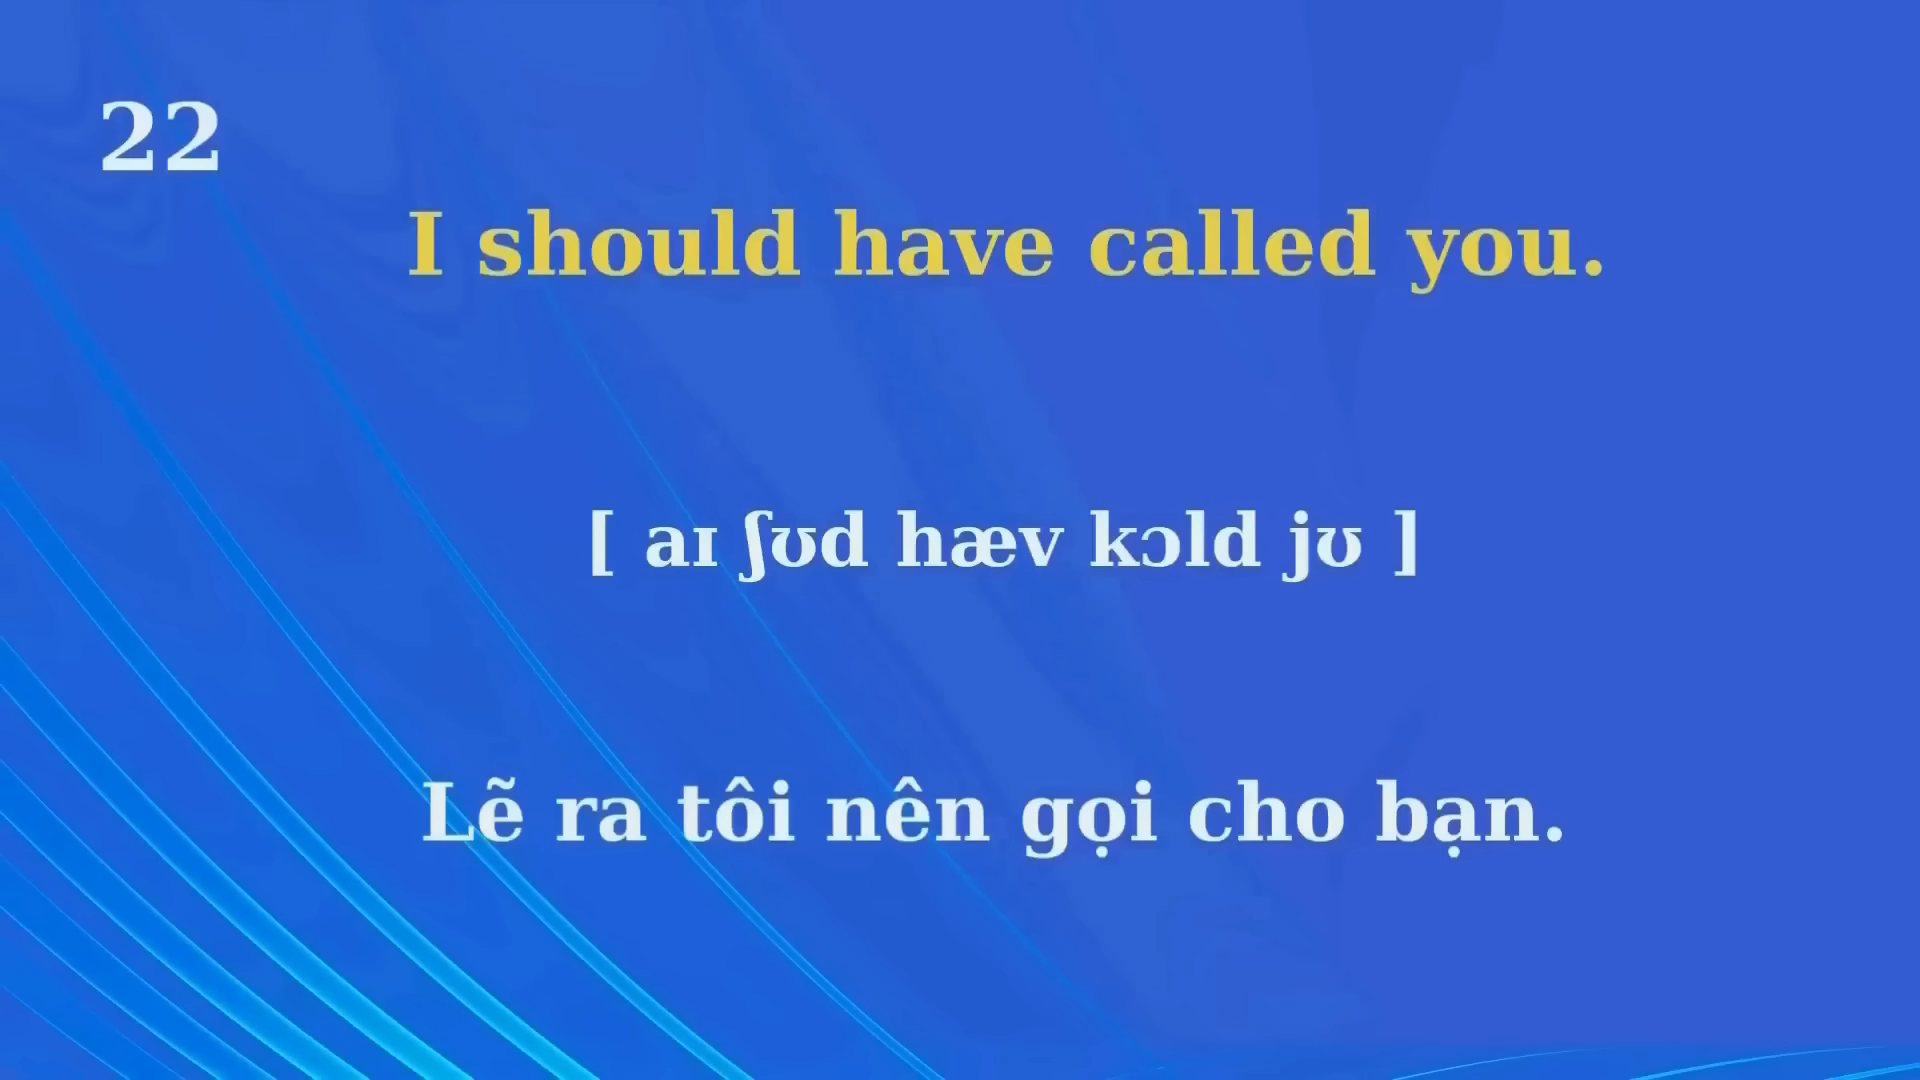 22
I should have called you.
[ aɪ ʃʊd hæv kɔld jʊ ]
Lẽ ra tôi nên gọi cho bạn.